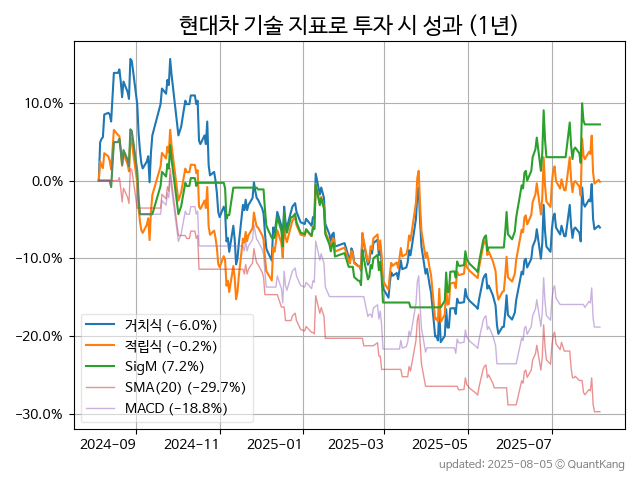 현대차 기술 지표로 투자 시 성과 (1년)
10.0%
0.0%
−10.0%
−20.0%
−30.0%
거치식 (−6.0%)
적립식 (−0.2%)
SigM (7.2%)
SMA(20) (−29.7%)
MACD (−18.8%)
2024-09 2024-11 2025-01 2025-03 2025-05 2025-07
updated: 2025-08-05 ⓒ QuantKang